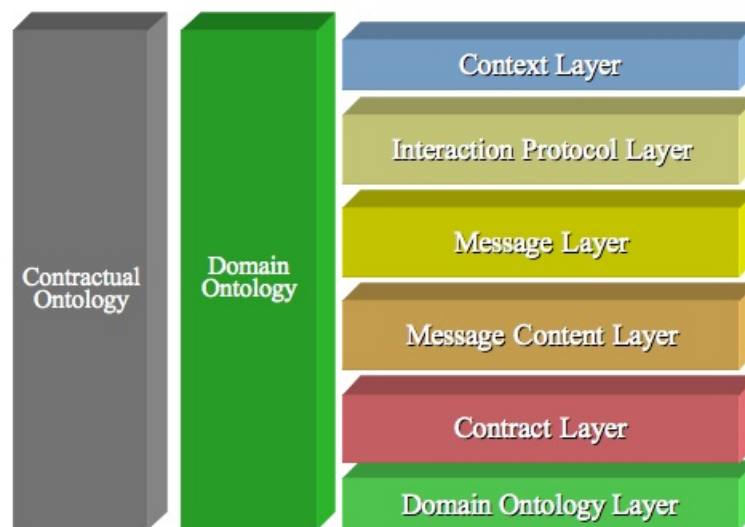 Contractual
Ontology
Domain
Ontology
Context Layer
Interaction Protocol Layer
Message Layer
Message Content Layer
Contract Layer
Domain Ontology Layer